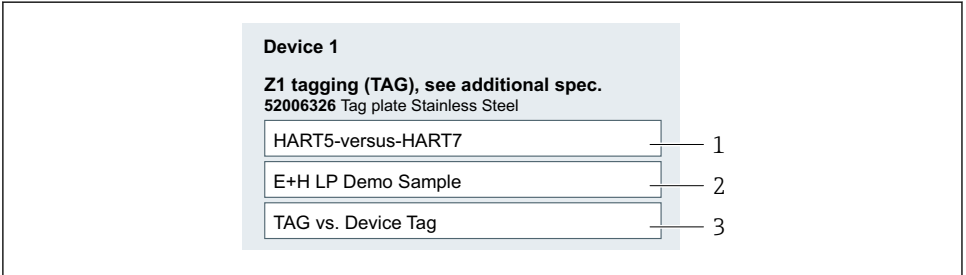 Device 1
Z1 tagging (TAG), see additional spec.
52006326 Tag plate Stainless Steel
HART5-versus-HART7 1
E+H LP Demo Sample 2
TAG vs. Device Tag 3